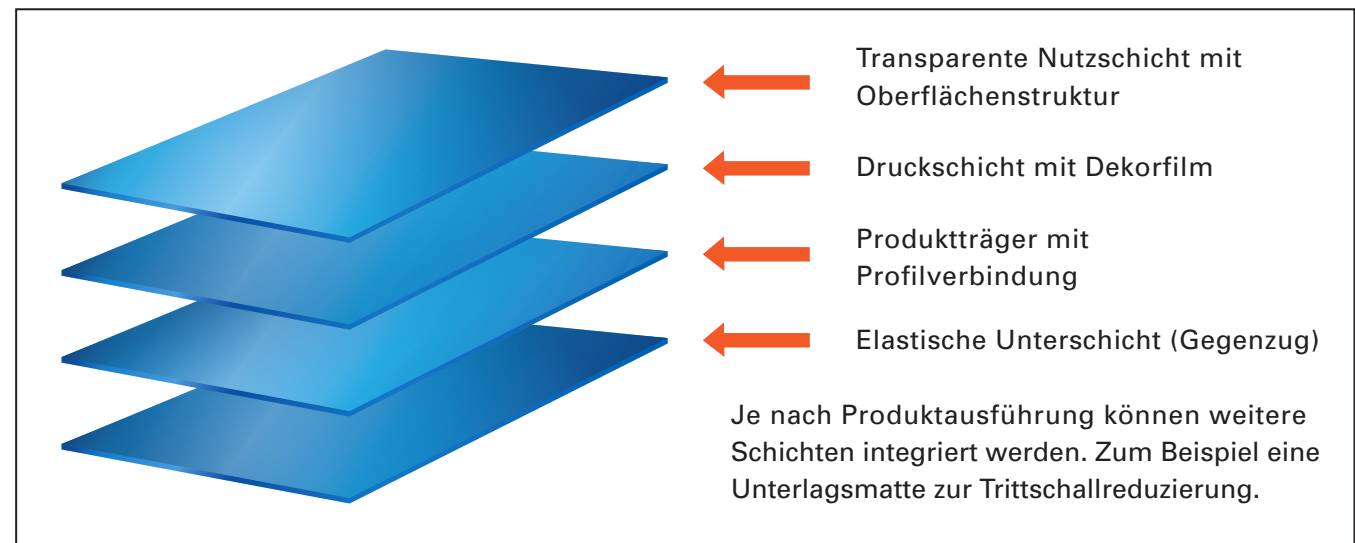 Transparente Nutzschicht mit
Oberflächenstruktur
Druckschicht mit Dekorfilm
Produktträger mit
Profilverbindung
Elastische Unterschicht (Gegenzug)
Je nach Produktausführung können weitere
Schichten integriert werden. Zum Beispiel eine
Unterlagsmatte zur Trittschallreduzierung.